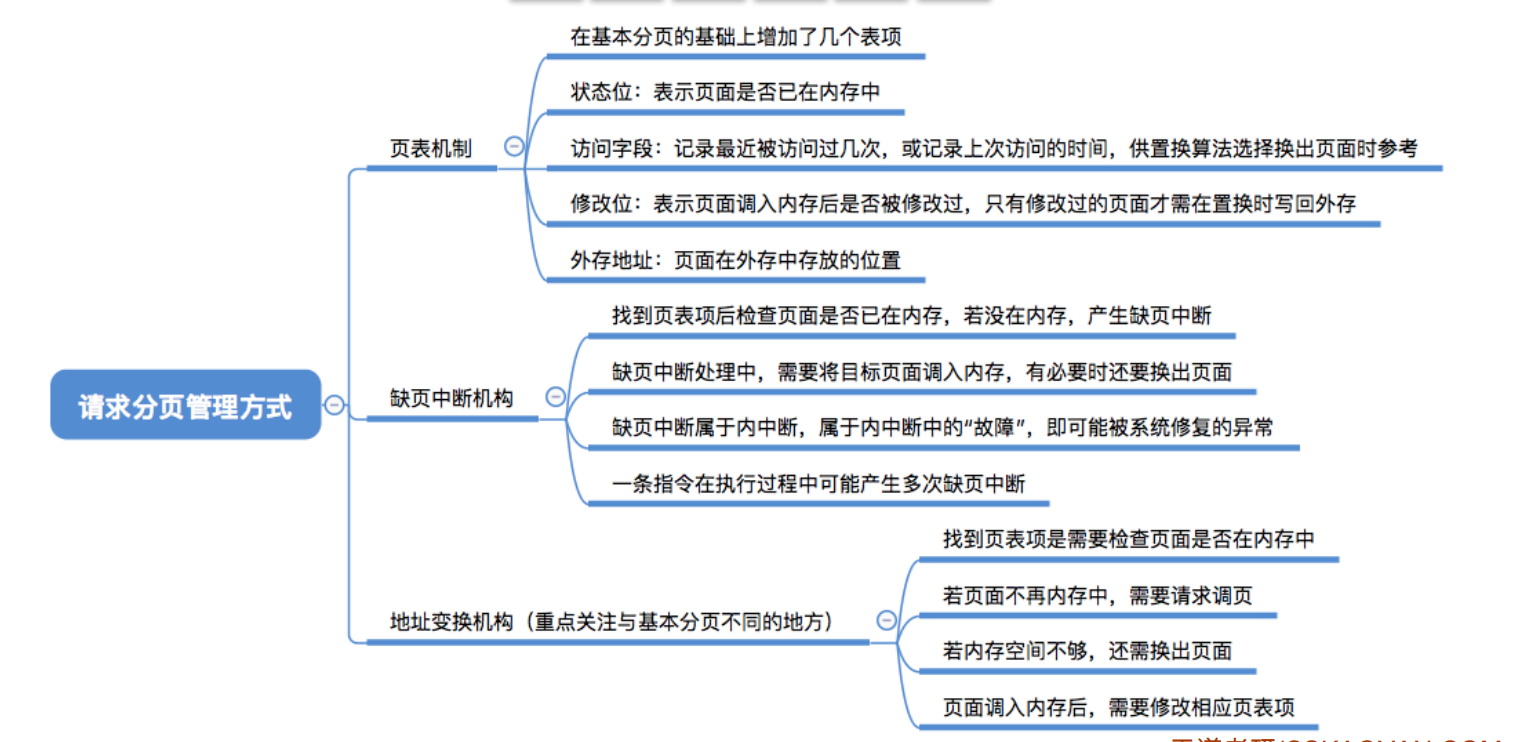 在基本分页的基础上增加了几个表项
状态位：表示页面是否已在内存中
页表机制
访问字段：记录最近被访问过几次，或记录上次访问的时间，供置换算法选择换出页面时参考
修改位：表示页面调入内存后是否被修改过，只有修改过的页面才需在置换时写回外存
外存地址：页面在外存中存放的位置
找到页表项后检查页面是否已在内存，若没在内存，产生缺页中断
缺页中断处理中，需要将目标页面调入内存，有必要时还要换出页面
请求分页管理方式
缺页中断机构
缺页中断属于内中断，属于内中断中的“故障”，即可能被系统修复的异常
一条指令在执行过程中可能产生多次缺页中断
找到页表项是需要检查页面是否在内存中
若页面不再内存中，需要请求调页
地址变换机构（重点关注与基本分页不同的地方）
若内存空间不够，还需换出页面
页面调入内存后，需要修改相应页表项